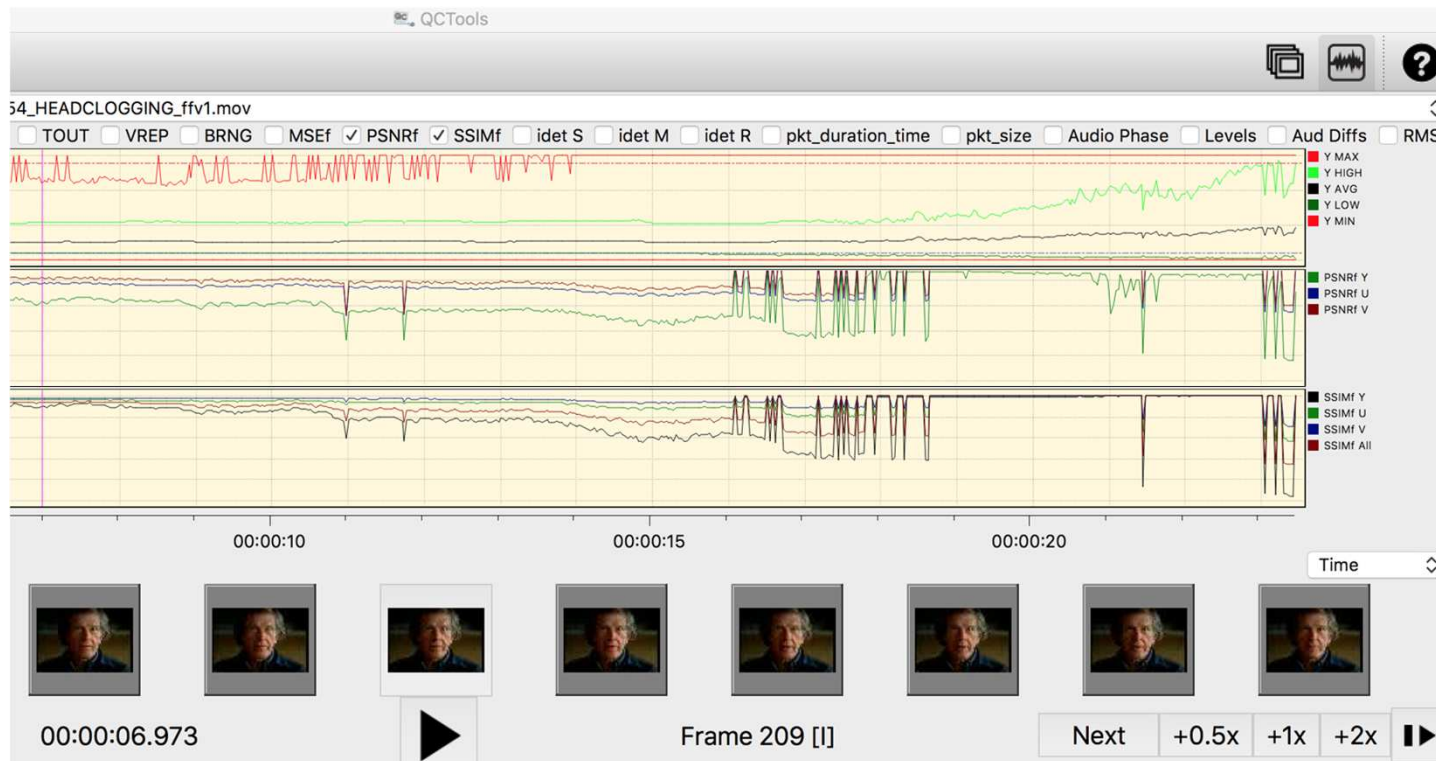 QCTools
54_HEADCLOGGING_ffv1.mov
TOUT VREP BRNG MSEf PSNRf SSIMf idet S idet M idet R pkt_duration_time pkt_size Audio Phase Levels Aud Diffs RMS
Y MAX
Y HIGH
Y AVG
Y LOW
Y MIN
PSNRf Y
PSNRf U
PSNRf V
SSIMf Y
SSIMf U
SSIMf V
SSIMf All
00:00:10 00:00:15 00:00:20
Time
00:00:06.973 Frame 209 [I] Next +0.5x +1x +2x